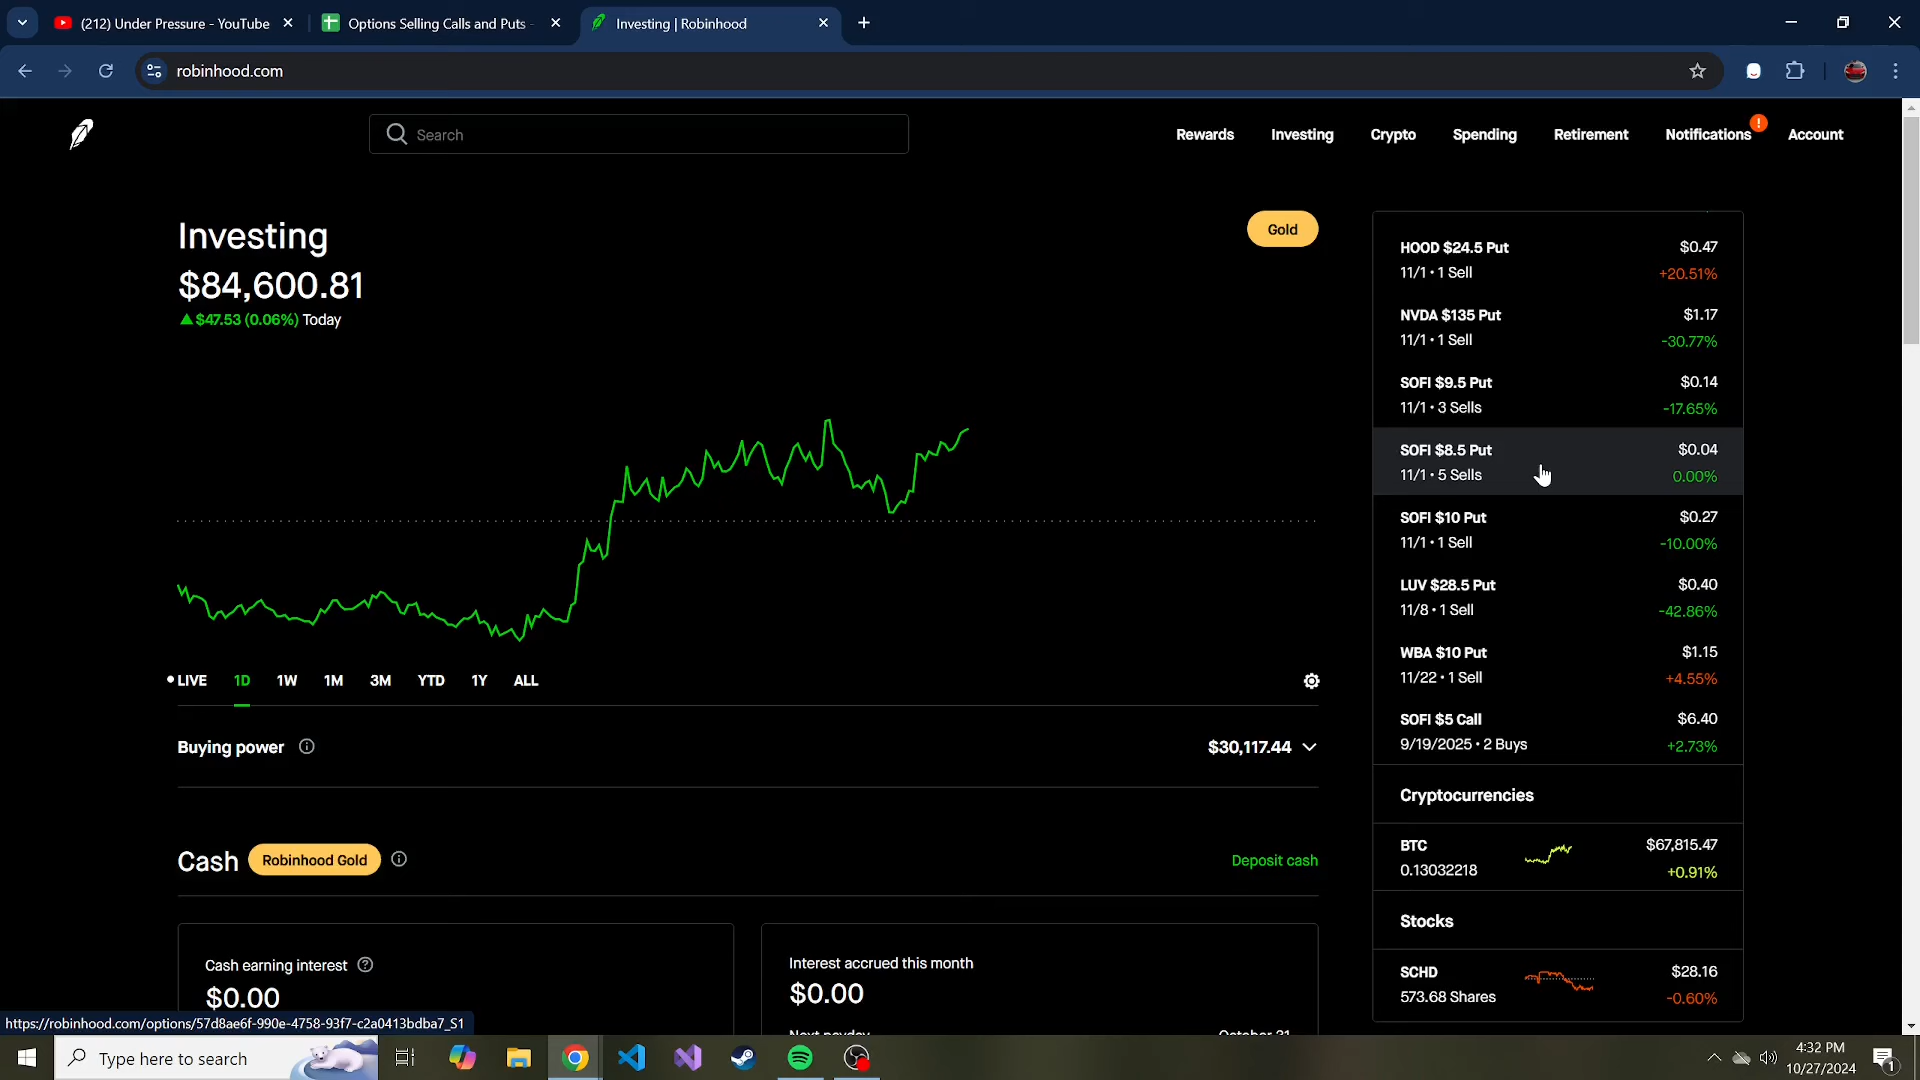 (212) Under Pressure - YouTube
Options Selling Calls and Puts -
Investing | Robinhood
robinhood.com
Search
Rewards
Investing
Crypto
Spending
Retirement
Notifications
!
Account
Investing
Gold
$84,600.81
$47.53 (0.06%) Today
LIVE
1D
1W
1M
3M
YTD
1Y
ALL
Buying power
$30,117.44
Cash
Robinhood Gold
Deposit cash
Cash earning interest
$0.00
Interest accrued this month
$0.00
Next payday
October 31
HOOD $24.5 Put
$0.47
11/1 • 1 Sell
+20.51%
NVDA $135 Put
$1.17
11/1 • 1 Sell
-30.77%
SOFI $9.5 Put
$0.14
11/1 • 3 Sells
-17.65%
SOFI $8.5 Put
$0.04
11/1 • 5 Sells
0.00%
SOFI $10 Put
$0.27
11/1 • 1 Sell
-10.00%
LUV $28.5 Put
$0.40
11/8 • 1 Sell
-42.86%
WBA $10 Put
$1.15
11/22 • 1 Sell
+4.55%
SOFI $5 Call
$6.40
9/19/2025 • 2 Buys
+2.73%
Cryptocurrencies
BTC
$67,815.47
0.13032218
+0.91%
Stocks
SCHD
$28.16
573.68 Shares
-0.60%
https://robinhood.com/options/57d8ae6f-990e-4758-93f7-c2a0413bdba7_S1
Type here to search
4:32 PM
10/27/2024
1